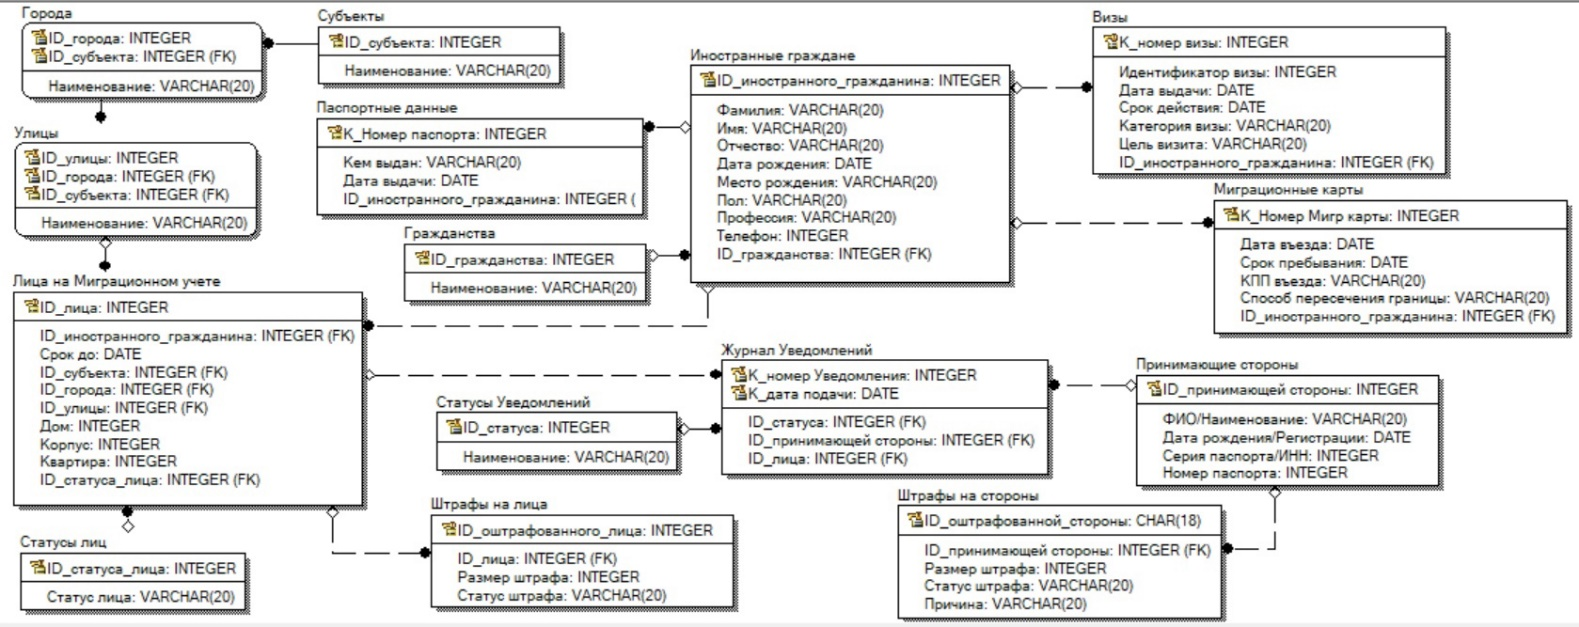 Города
ID_города: INTEGER
ID_субъекта: INTEGER (FK)
Наименование: VARCHAR(20)
Субъекты
ID_субъекта: INTEGER
Наименование: VARCHAR(20)
Паспортные данные
K_Номер паспорта: INTEGER
Кем выдан: VARCHAR(20)
Дата выдачи: DATE
ID_иностранного_гражданина: INTEGER (
Иностранные граждане
ID_иностранного_гражданина: INTEGER
Фамилия: VARCHAR(20)
Имя: VARCHAR(20)
Отчество: VARCHAR(20)
Дата рождения: DATE
Место рождения: VARCHAR(20)
Пол: VARCHAR(20)
Профессия: VARCHAR(20)
Телефон: INTEGER
ID_гражданства: INTEGER (FK)
Визы
K_номер визы: INTEGER
Идентификатор визы: INTEGER
Дата выдачи: DATE
Срок действия: DATE
Категория визы: VARCHAR(20)
Цель визита: VARCHAR(20)
ID_иностранного_гражданина: INTEGER (FK)
Миграционные карты
K_Номер Мигр карты: INTEGER
Дата въезда: DATE
Срок пребывания: DATE
КПП въезда: VARCHAR(20)
Способ пересечения границы: VARCHAR(20)
ID_иностранного_гражданина: INTEGER (FK)
Улицы
ID_улицы: INTEGER
ID_города: INTEGER (FK)
ID_субъекта: INTEGER (FK)
Наименование: VARCHAR(20)
Гражданства
ID_гражданства: INTEGER
Наименование: VARCHAR(20)
Лица на Миграционном учете
ID_лица: INTEGER
ID_иностранного_гражданина: INTEGER (FK)
Срок до: DATE
ID_субъекта: INTEGER (FK)
ID_города: INTEGER (FK)
ID_улицы: INTEGER (FK)
Дом: INTEGER
Корпус: INTEGER
Квартира: INTEGER
ID_статуса_лица: INTEGER (FK)
Журнал Уведомлений
K_номер Уведомления: INTEGER
K_дата подачи: DATE
ID_статуса: INTEGER (FK)
ID_принимающей стороны: INTEGER (FK)
ID_лица: INTEGER (FK)
Принимающие стороны
ID_принимающей стороны: INTEGER
ФИО/Наименование: VARCHAR(20)
Дата рождения/Регистрации: DATE
Серия паспорта/ИНН: INTEGER
Номер паспорта: INTEGER
Статусы Уведомлений
ID_статуса: INTEGER
Наименование: VARCHAR(20)
Штрафы на лица
ID_оштрафованного_лица: INTEGER
ID_лица: INTEGER (FK)
Размер штрафа: INTEGER
Статус штрафа: VARCHAR(20)
Штрафы на стороны
ID_оштрафованной_стороны: CHAR(18)
ID_принимающей стороны: INTEGER (FK)
Размер штрафа: INTEGER
Статус штрафа: VARCHAR(20)
Причина: VARCHAR(20)
Статусы лиц
ID_статуса_лица: INTEGER
Статус лица: VARCHAR(20)